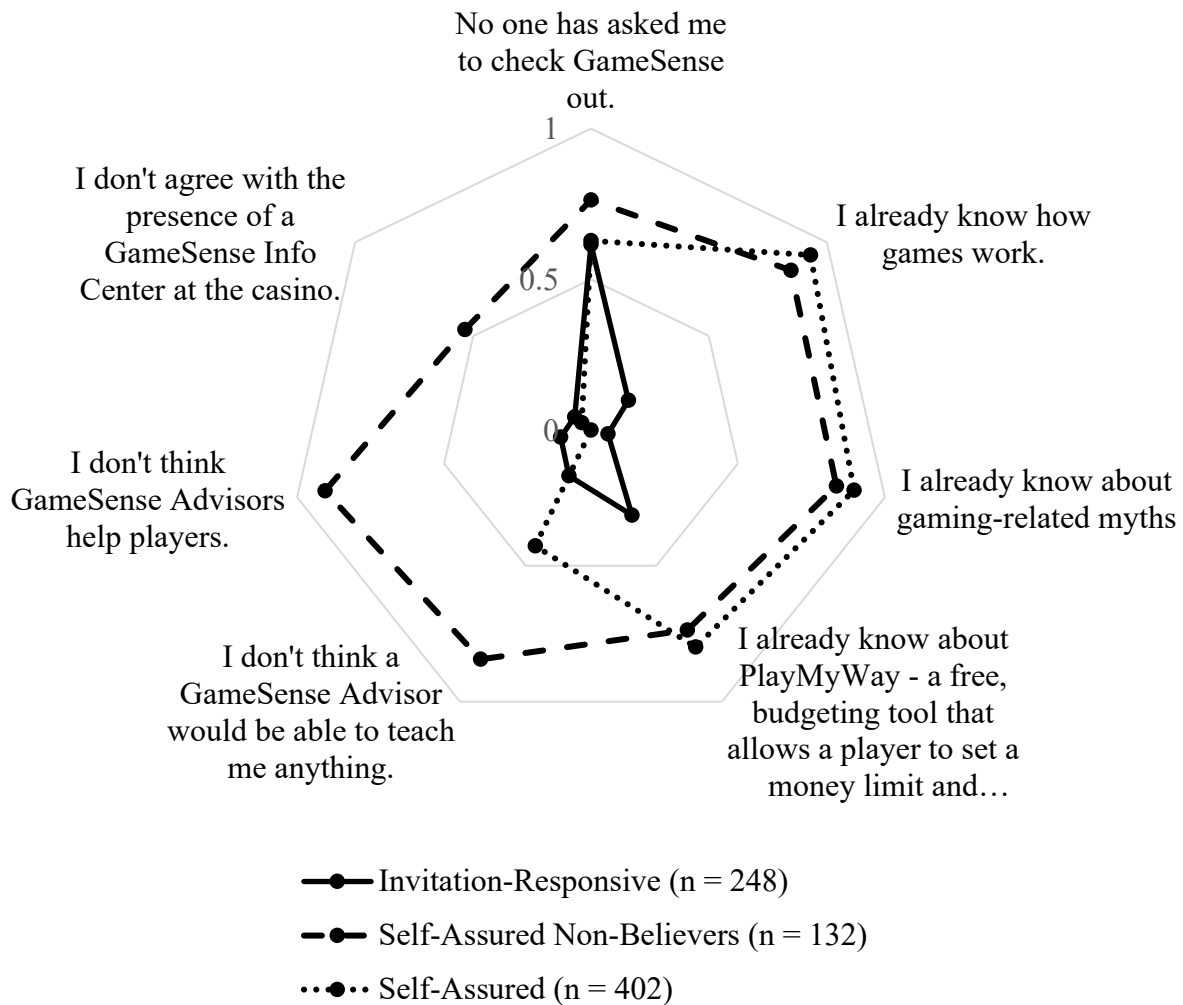 No one has asked me
to check GameSense
out.
1
I don't agree with the
presence of a
GameSense Info
Center at the casino.
I already know how
games work.
0.5
0
I don't think
GameSense Advisors
help players.
I already know about
gaming-related myths
I don't think a
GameSense Advisor
would be able to teach
me anything.
I already know about
PlayMyWay - a free,
budgeting tool that
allows a player to set a
money limit and…
Invitation-Responsive (n = 248)
Self-Assured Non-Believers (n = 132)
Self-Assured (n = 402)